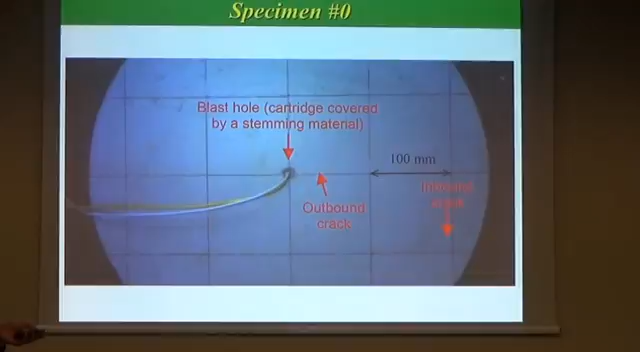 Specimen #0
Blast hole (cartridge covered
by a stemming material)
100 mm
Outbound
crack